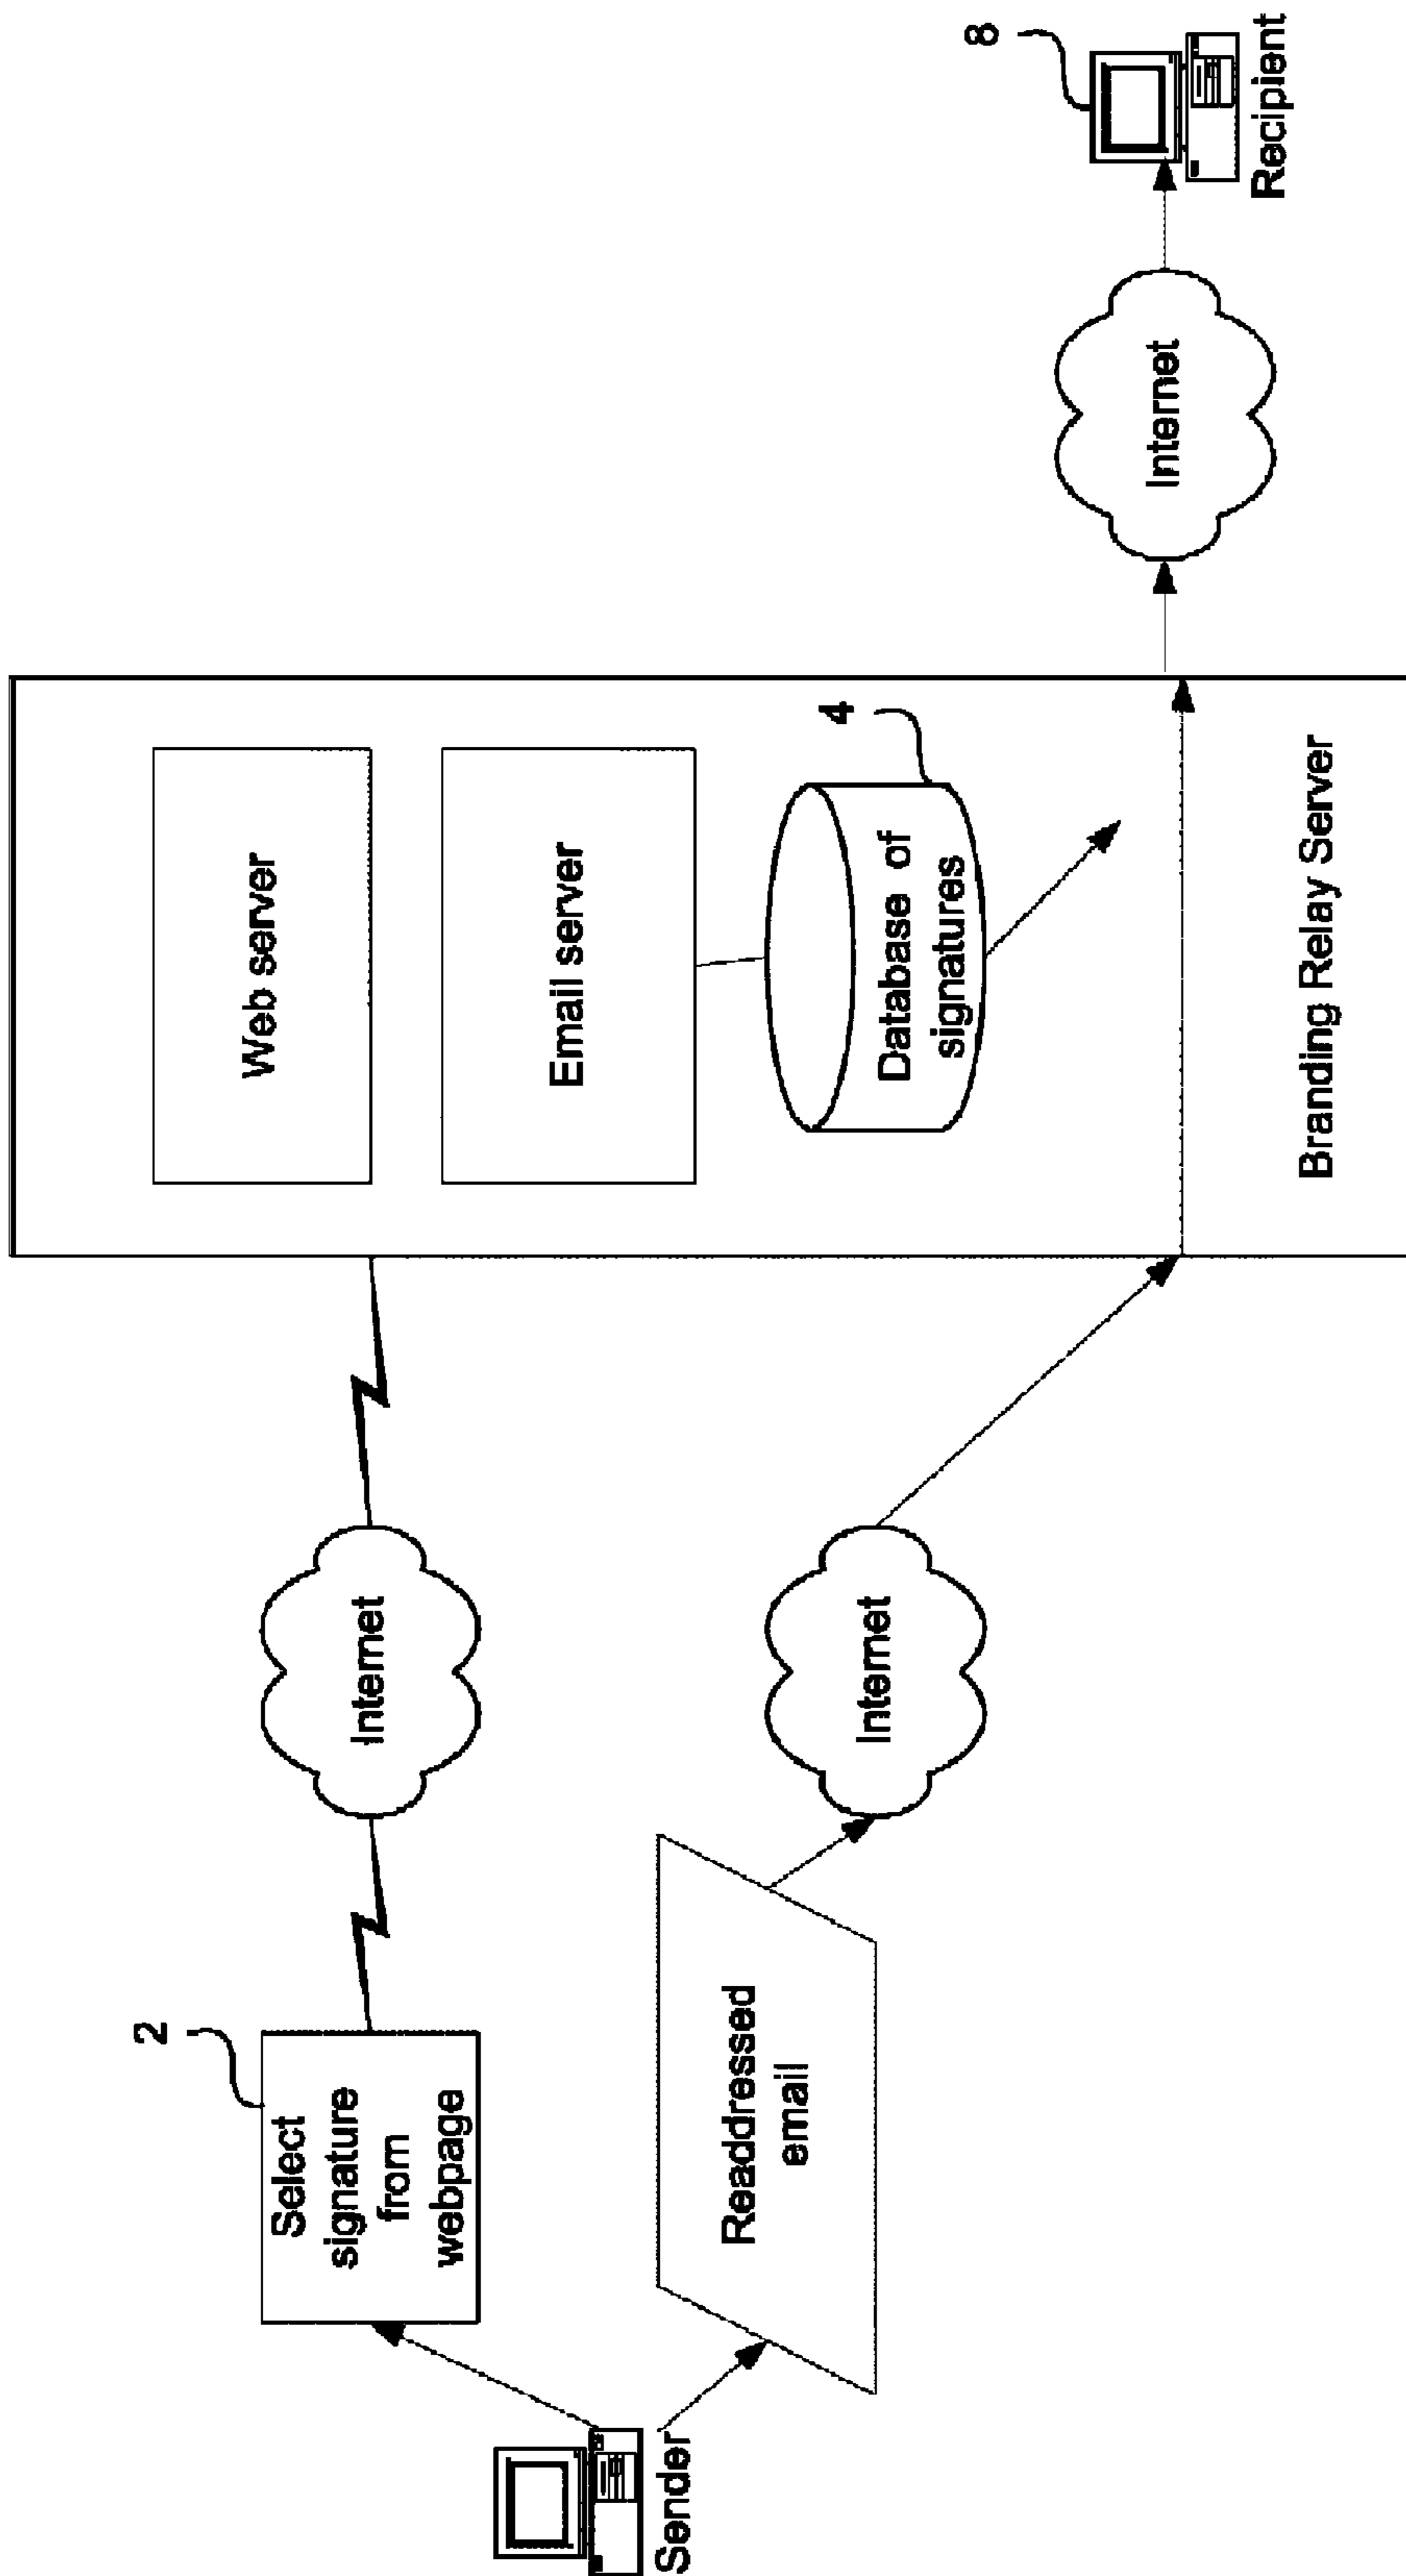 Sender
2
Select
signature
from
webpage
Readdressed
email
Internet
Internet
Web server
Email server
4
Database of
signatures
Branding Relay Server
Internet
8
Recipient